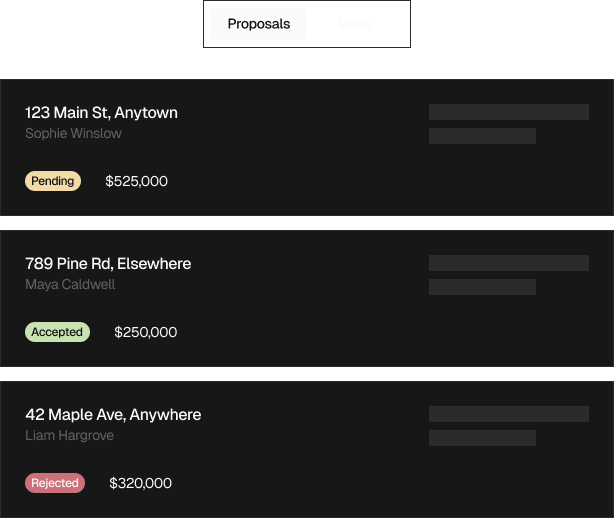 Proposals
Visits
123 Main St, Anytown
Sophie Winslow
Pending
$525,000
789 Pine Rd, Elsewhere
Maya Caldwell
Accepted
$250,000
42 Maple Ave, Anywhere
Liam Hargrove
Rejected
$320,000